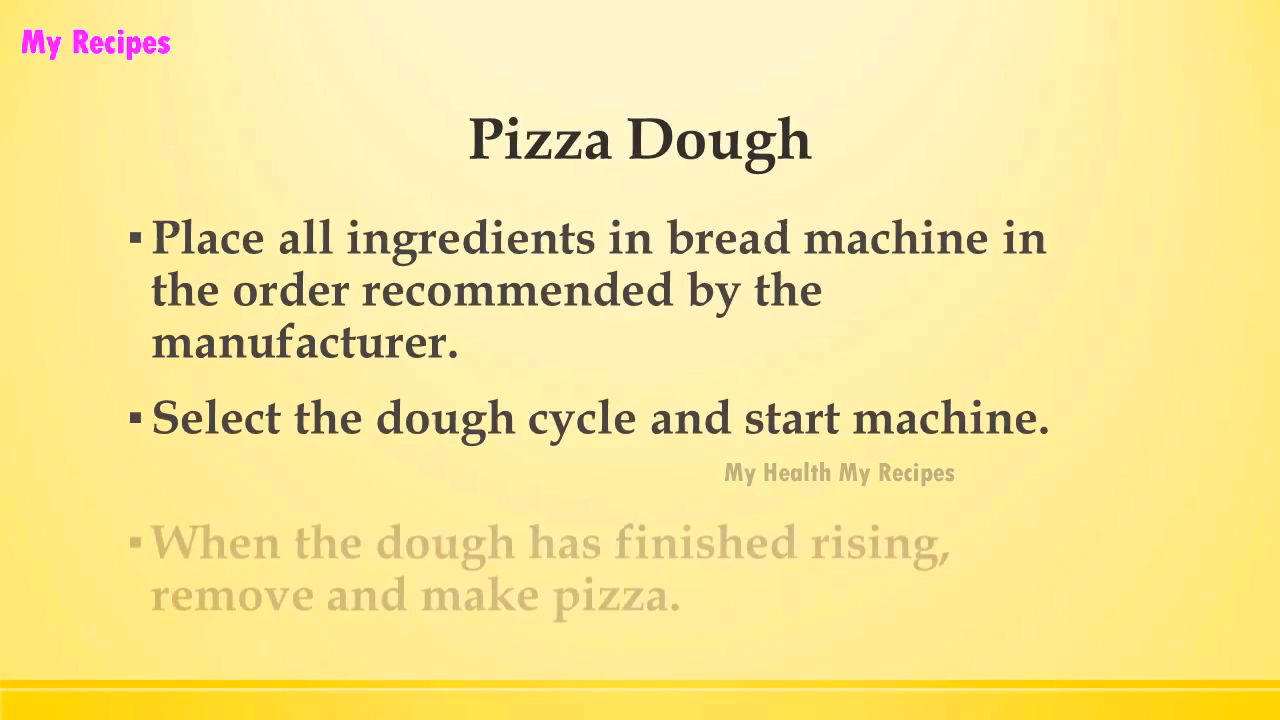 My Recipes
Pizza Dough
▪ Place all ingredients in bread machine in
the order recommended by the
manufacturer.
▪ Select the dough cycle and start machine.
My Health My Recipes
▪ When the dough has finished rising,
remove and make pizza.